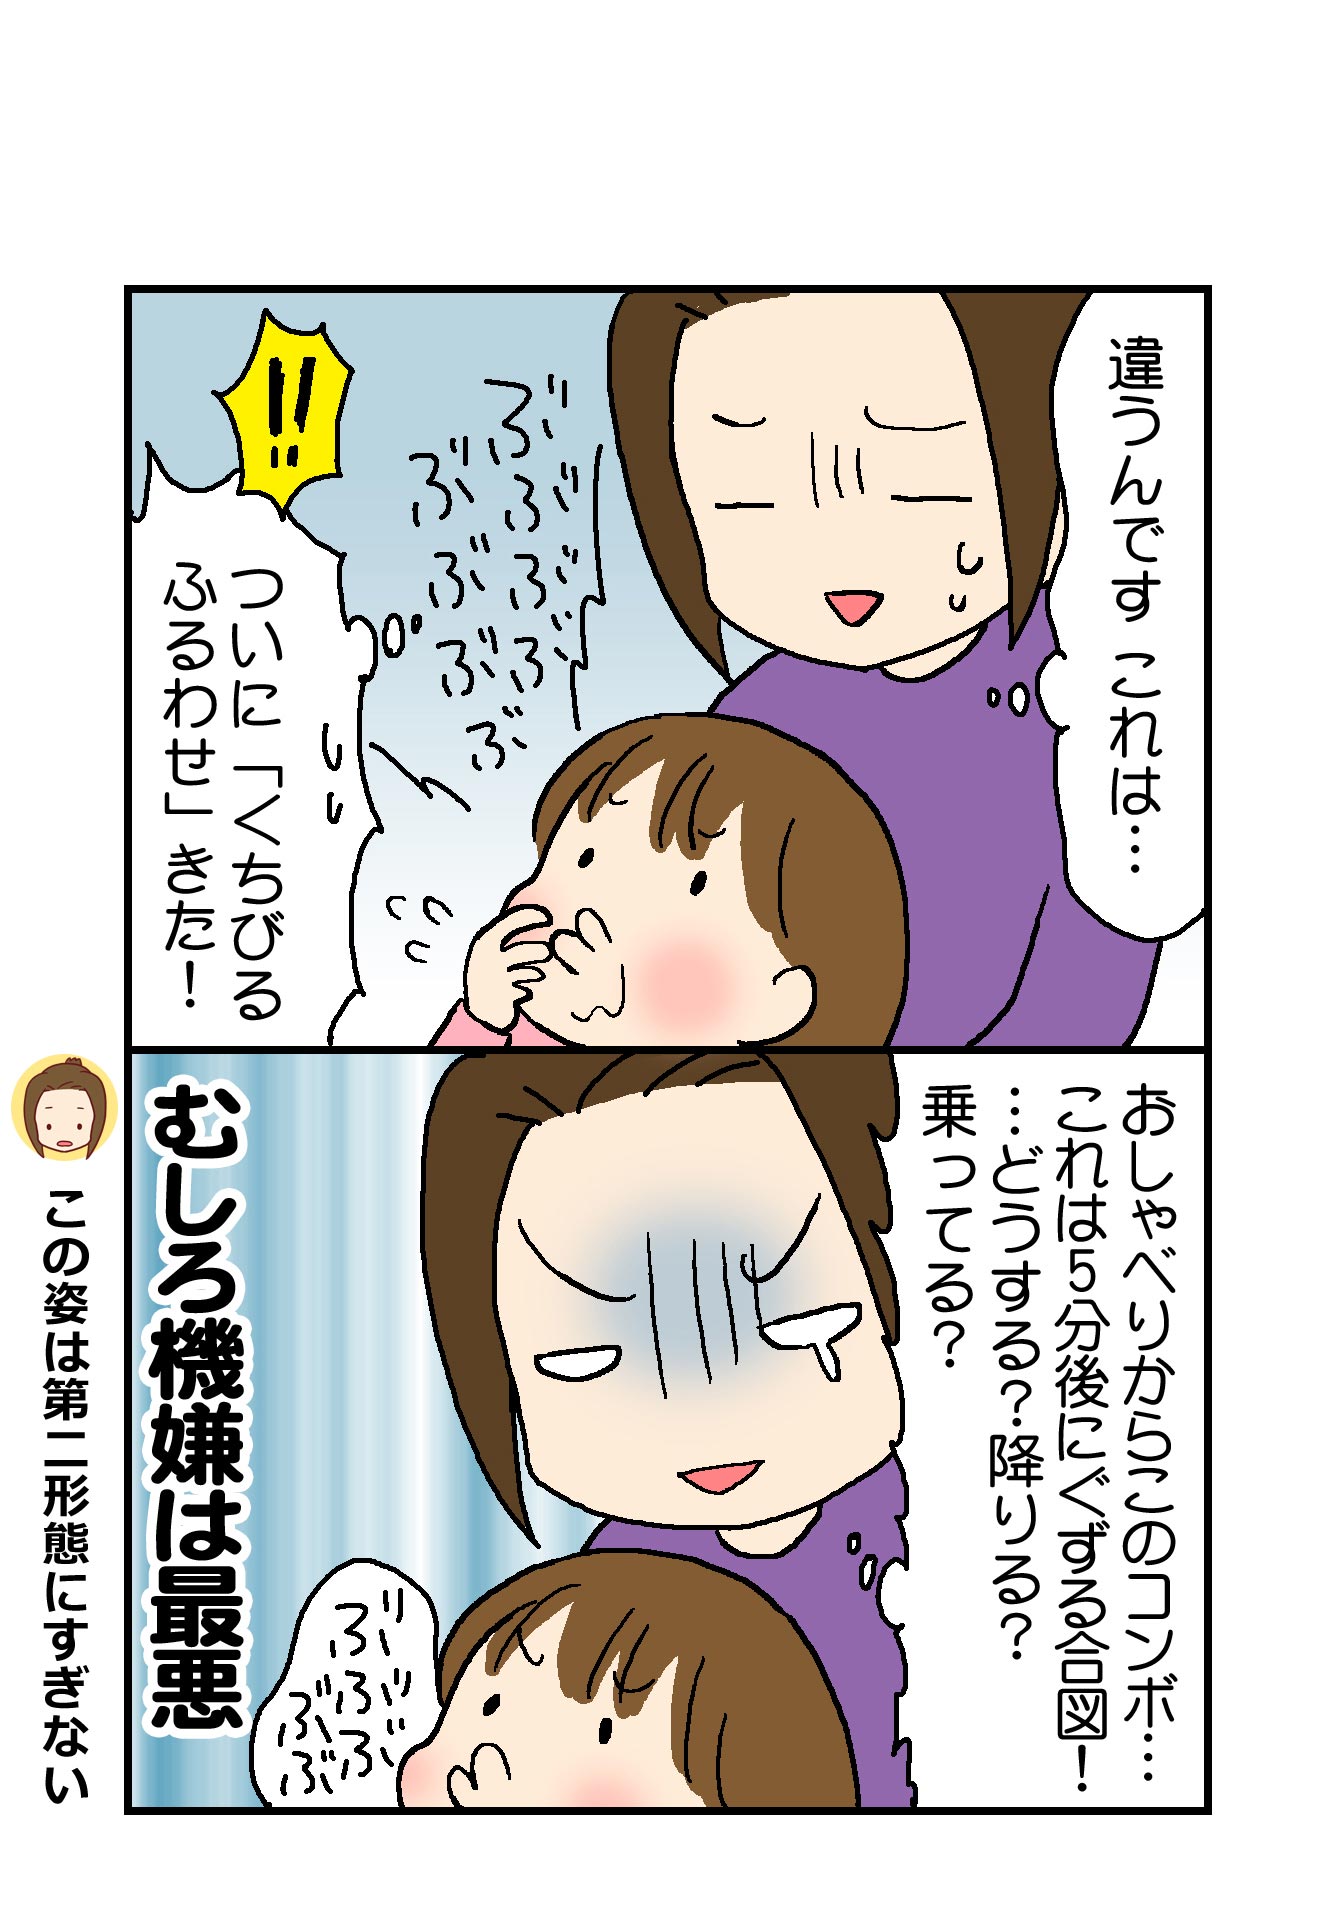 違うんです これは…
!!
ぶ
ぶぶ
ぶぶ
ぶぶ
ぶ
ついに「くちびる
ふるわせ」きた！
おしゃべりからこのコンボ…
これは5分後にぐずる合図！
…どうする？降りる？
乗ってる？
ぶぶぶ
ぶぶ
むしろ機嫌は最悪
この姿は第二形態にすぎない